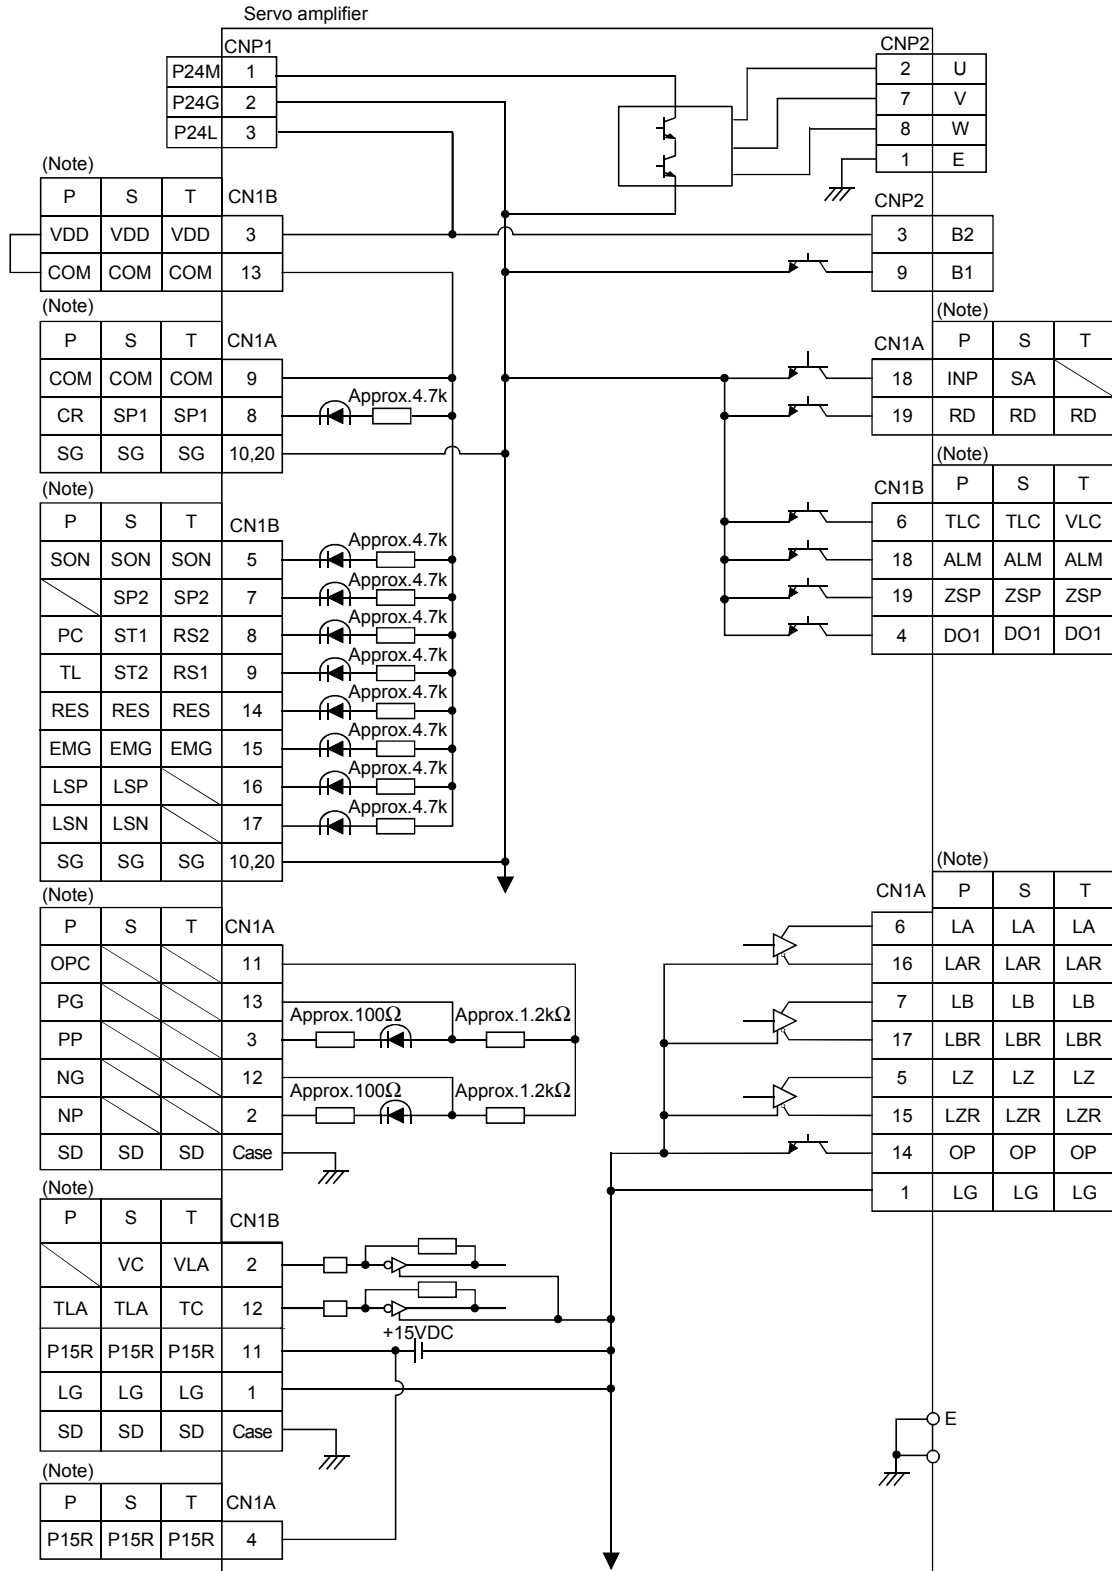 Servo amplifier
CNP1
P24M 1
P24G 2
P24L 3
CNP2
2 U
7 V
8 W
1 E
(Note)
P S T CN1B
VDD VDD VDD 3
COM COM COM 13
CNP2
3 B2
9 B1
(Note)
P S T CN1A
COM COM COM 9
CR SP1 SP1 8 Approx.4.7k
SG SG SG 10,20
(Note)
CN1A P S T
18 INP SA
19 RD RD RD
(Note)
CN1B P S T
6 TLC TLC VLC
18 ALM ALM ALM
19 ZSP ZSP ZSP
4 DO1 DO1 DO1
(Note)
P S T CN1B
SON SON SON 5 Approx.4.7k
SP2 SP2 7 Approx.4.7k
PC ST1 RS2 8 Approx.4.7k
TL ST2 RS1 9 Approx.4.7k
RES RES RES 14 Approx.4.7k
EMG EMG EMG 15 Approx.4.7k
LSP LSP 16 Approx.4.7k
LSN LSN 17 Approx.4.7k
SG SG SG 10,20
(Note)
P S T CN1A
OPC 11
PG 13
PP 3 Approx.100Ω Approx.1.2kΩ
NG 12
NP 2 Approx.100Ω Approx.1.2kΩ
SD SD SD Case
(Note)
CN1A P S T
6 LA LA LA
16 LAR LAR LAR
7 LB LB LB
17 LBR LBR LBR
5 LZ LZ LZ
15 LZR LZR LZR
14 OP OP OP
1 LG LG LG
(Note)
P S T CN1B
VC VLA 2
TLA TLA TC 12
+15VDC
P15R P15R P15R 11
LG LG LG 1
SD SD SD Case
E
(Note)
P S T CN1A
P15R P15R P15R 4